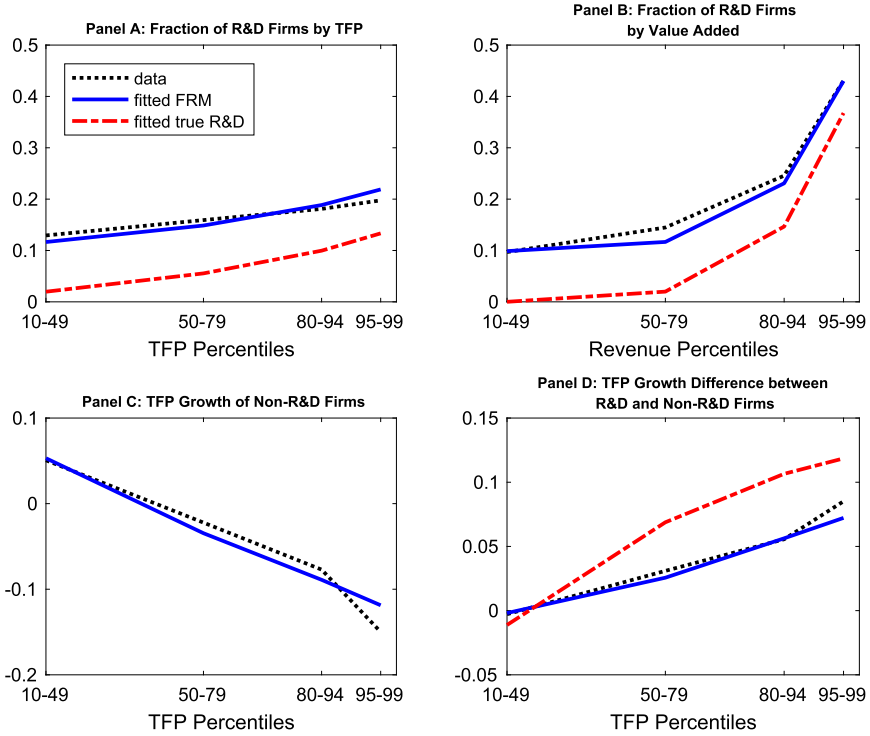 Panel A: Fraction of R&D Firms by TFP
0.5
0.4
0.3
0.2
0.1
0
data
fitted FRM
fitted true R&D
10-49 50-79 80-94 95-99
TFP Percentiles
Panel B: Fraction of R&D Firms
by Value Added
0.5
0.4
0.3
0.2
0.1
0
10-49 50-79 80-94 95-99
Revenue Percentiles
Panel C: TFP Growth of Non-R&D Firms
0.1
0
-0.1
-0.2
10-49 50-79 80-94 95-99
TFP Percentiles
Panel D: TFP Growth Difference between
R&D and Non-R&D Firms
0.15
0.1
0.05
0
-0.05
10-49 50-79 80-94 95-99
TFP Percentiles